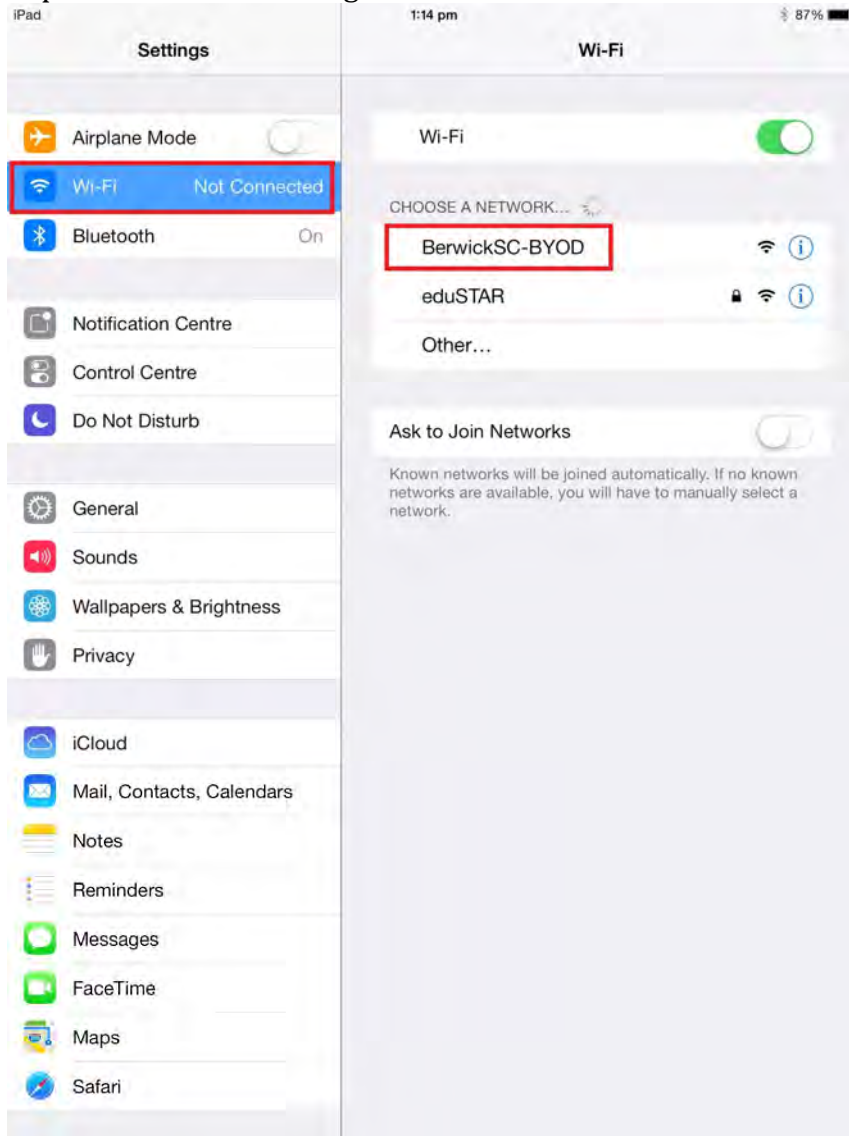 iPad 1:14 pm 87%
Settings
Wi-Fi
Airplane Mode
Wi-Fi Not Connected
Bluetooth On
Notification Centre
Control Centre
Do Not Disturb
General
Sounds
Wallpapers & Brightness
Privacy
iCloud
Mail, Contacts, Calendars
Notes
Reminders
Messages
FaceTime
Maps
Safari
Wi-Fi
CHOOSE A NETWORK...
BerwickSC-BYOD
eduSTAR
Other...
Ask to Join Networks
Known networks will be joined automatically. If no known
networks are available, you will have to manually select a
network.